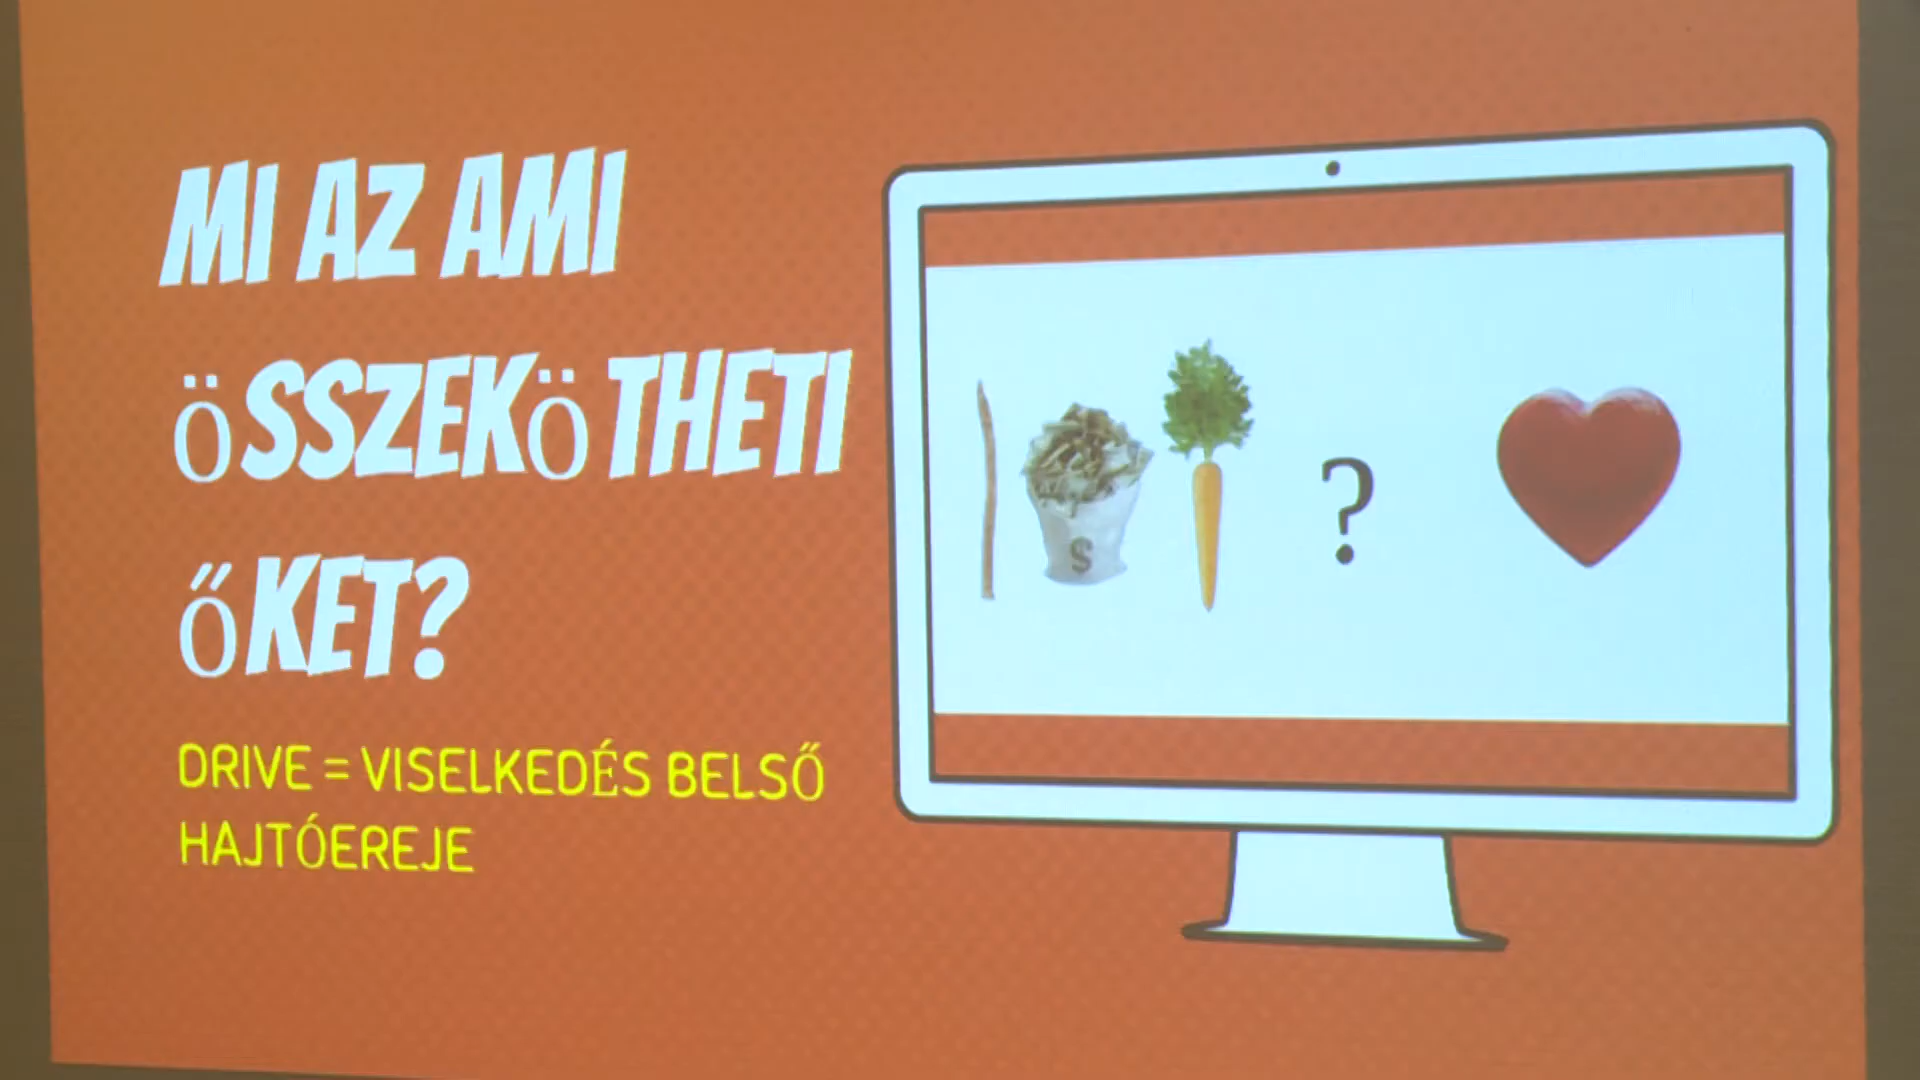 MI AZ AMI
ÖSSZEKÖTHETI
ŐKET?
DRIVE = VISELKEDÉS BELSŐ
HAJTÓEREJE
$
?